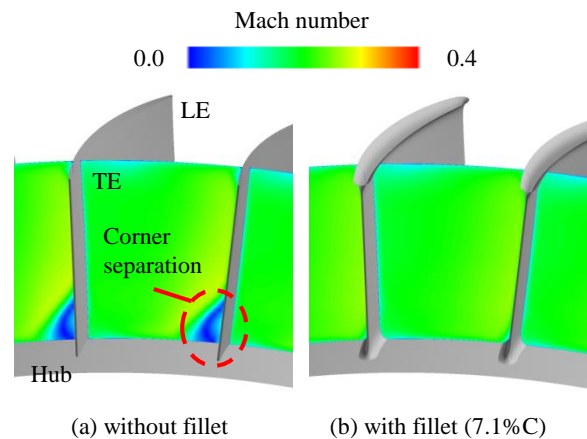 Mach number
0.0
0.4
LE
TE
Corner
separation
Hub
(a) without fillet
(b) with fillet (7.1%C)